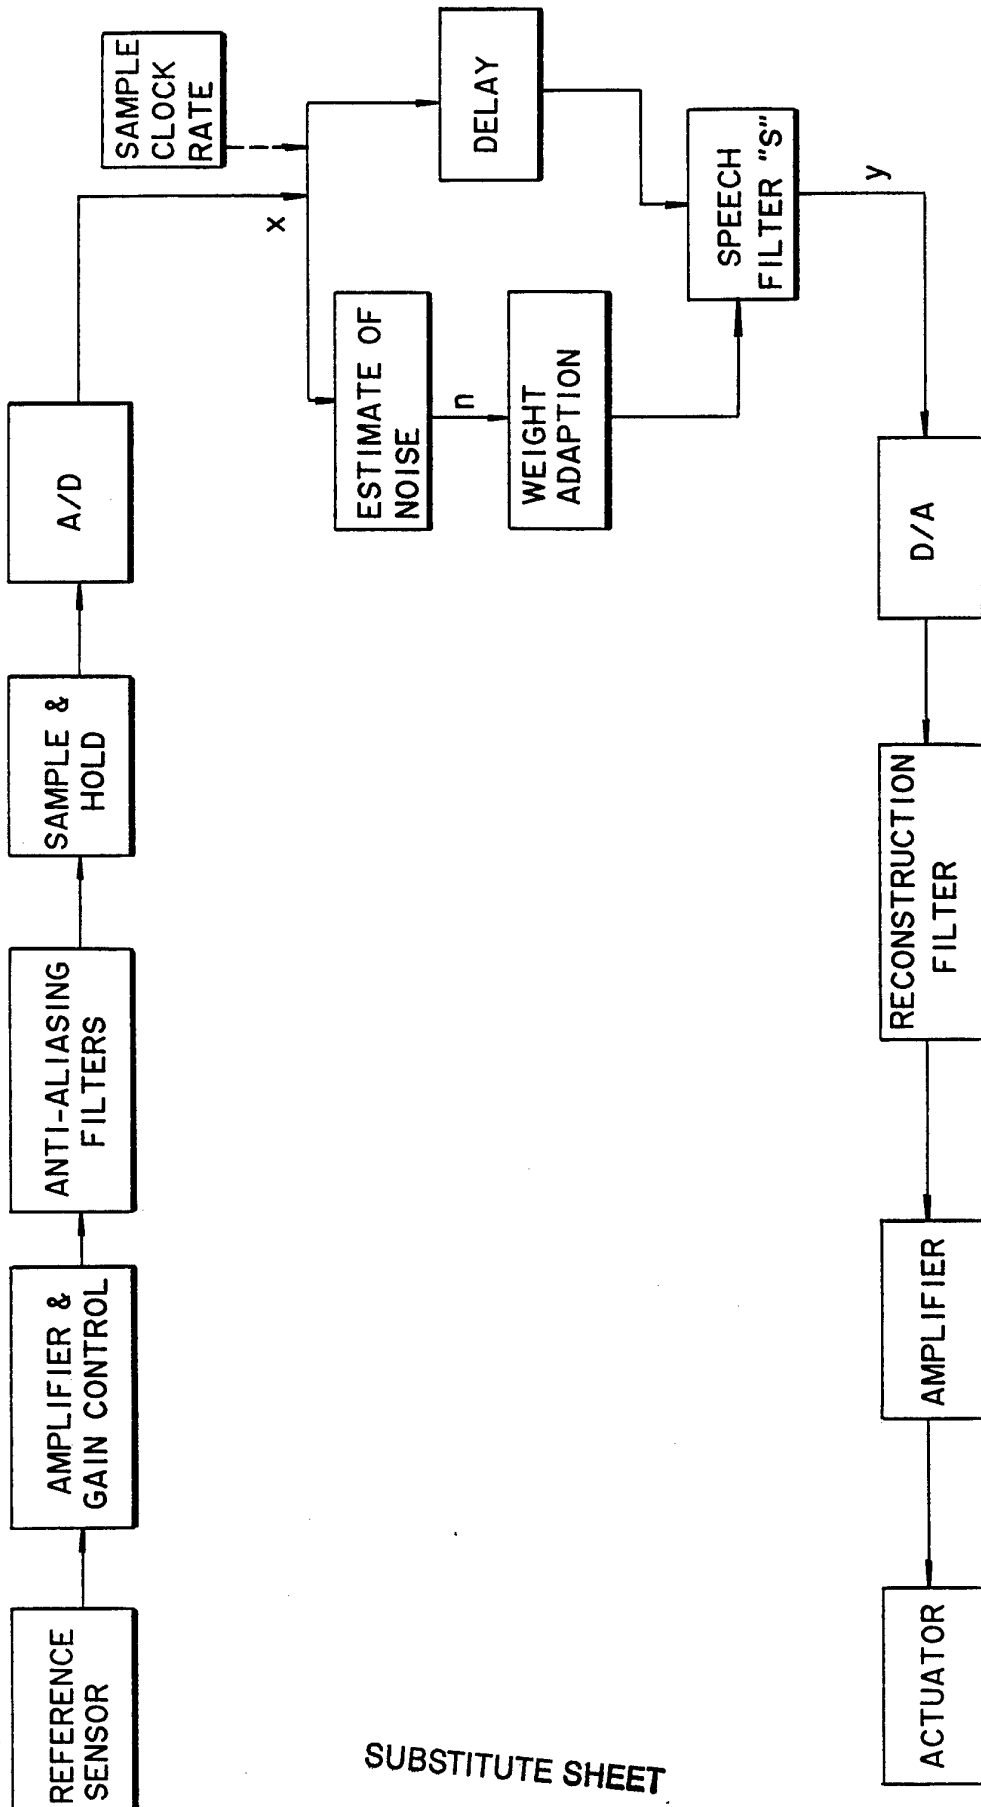 REFERENCE
SENSOR
AMPLIFIER &
GAIN CONTROL
ANTI-ALIASING
FILTERS
SAMPLE &
HOLD
A/D
SAMPLE
CLOCK
RATE
x
ESTIMATE OF
NOISE
n
WEIGHT
ADAPTION
DELAY
SPEECH
FILTER "S"
y
D/A
RECONSTRUCTION
FILTER
AMPLIFIER
ACTUATOR
SUBSTITUTE SHEET